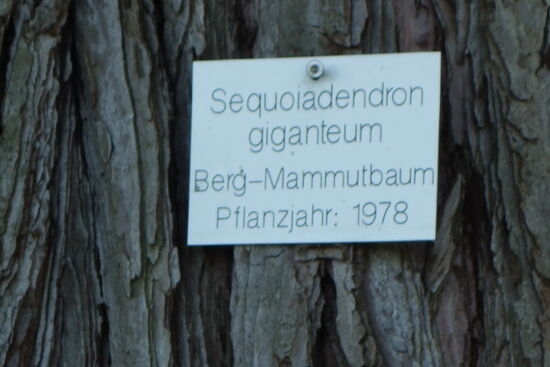 Sequoiadendron
giganteum
Berg-Mammutbaum
Pflanzjahr: 1978